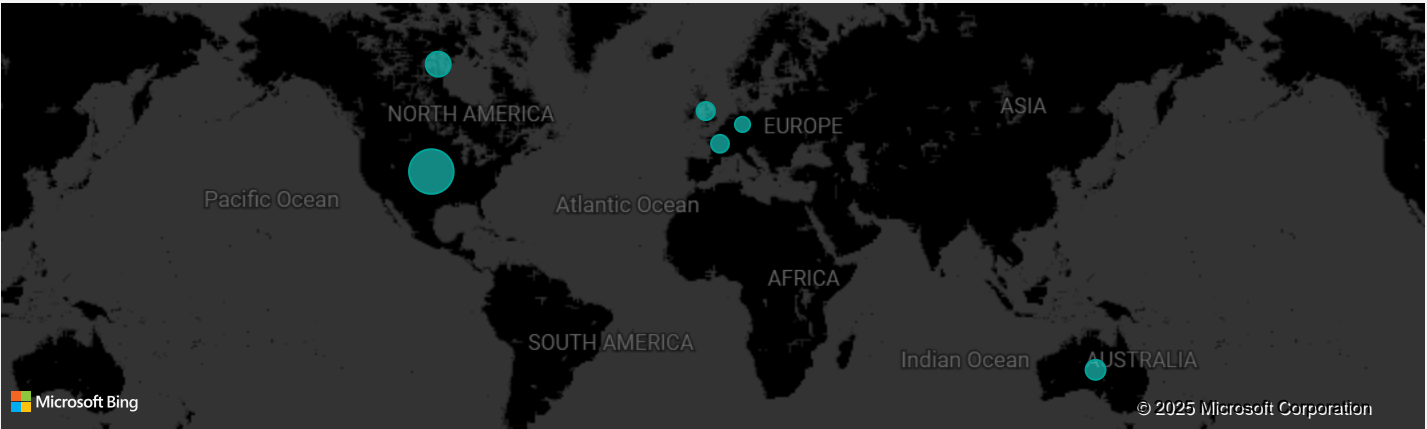 NORTH AMERICA
ASIA
EUROPE
Pacific Ocean
Atlantic Ocean
AFRICA
SOUTH AMERICA
Indian Ocean
AUSTRALIA
Microsoft Bing
© 2025 Microsoft Corporation